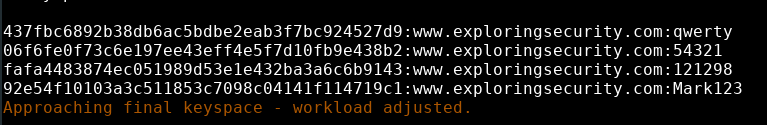 437fbc6892b38db6ac5bdbe2eab3f7bc924527d9:www.exploringsecurity.com:qwerty
06f6fe0f73c6e197ee43eff4e5f7d10fb9e438b2:www.exploringsecurity.com:54321
fafa4483874ec051989d53e1e432ba3a6c6b9143:www.exploringsecurity.com:121298
92e54f10103a3c511853c7098c04141f114719c1:www.exploringsecurity.com:Mark123
Approaching final keyspace - workload adjusted.